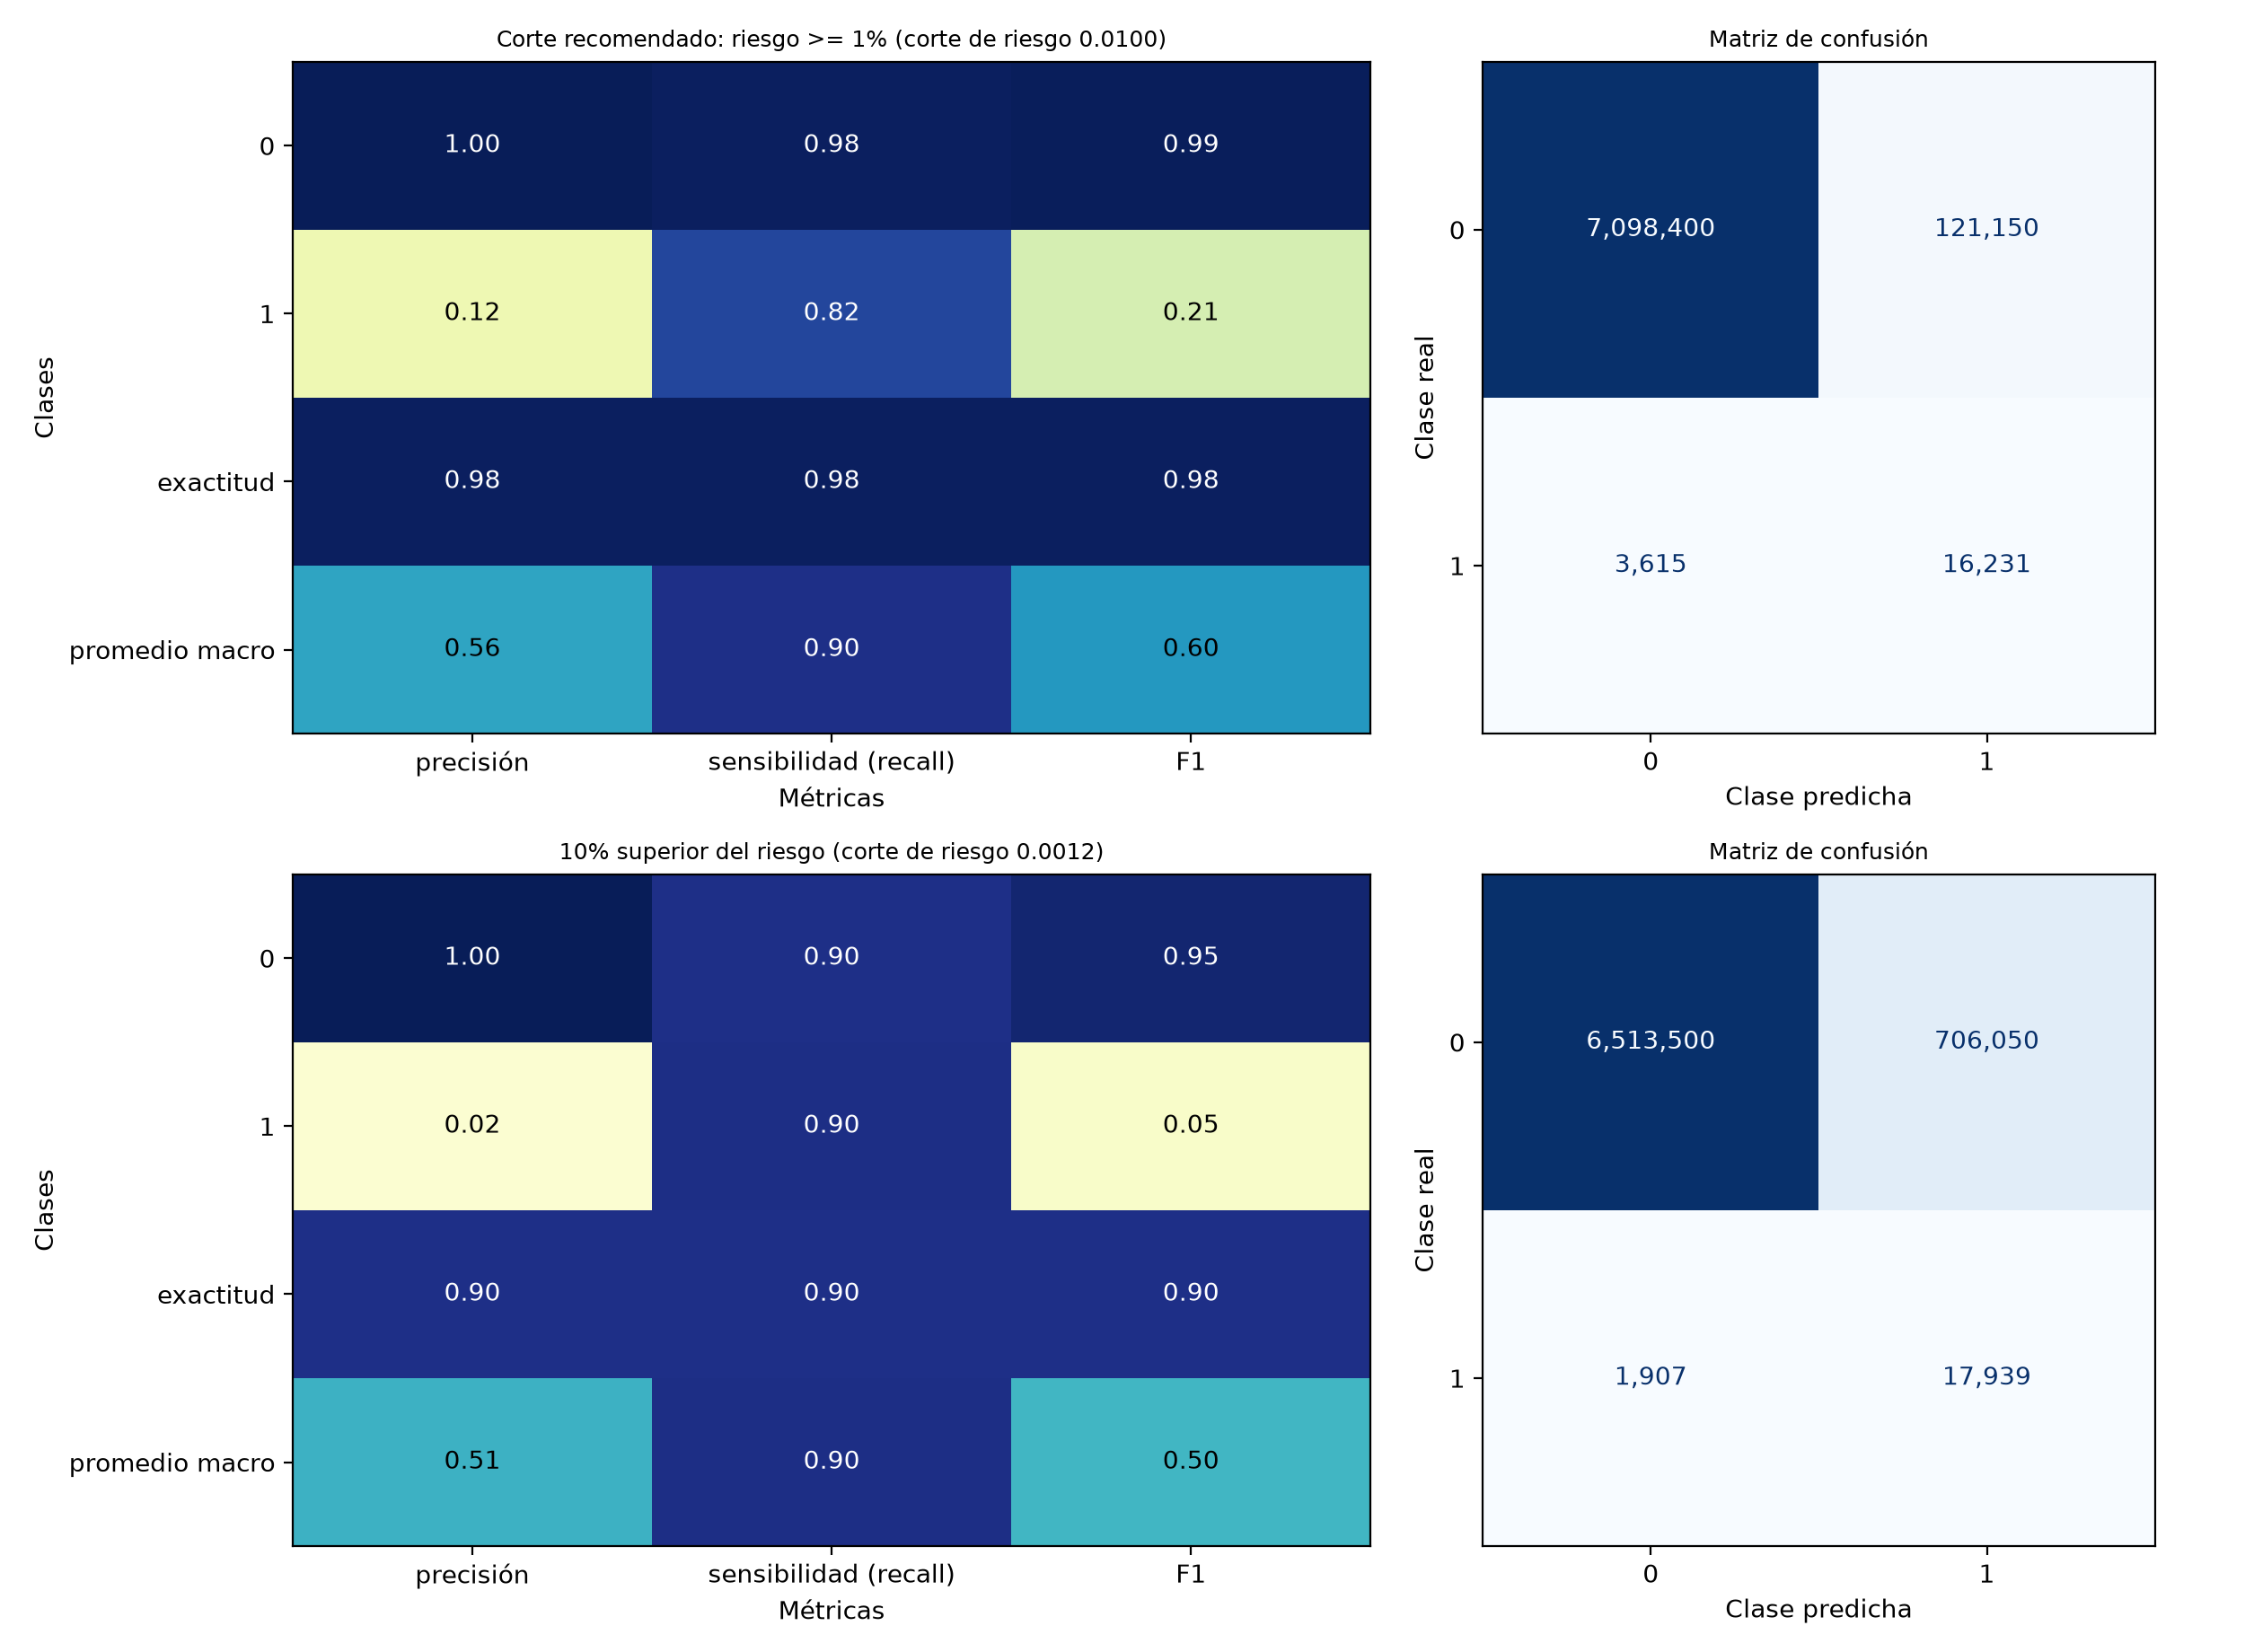 Corte recomendado: riesgo >= 1% (corte de riesgo 0.0100)
Clases
0
1.00
0.98
0.99
1
0.12
0.82
0.21
exactitud
0.98
0.98
0.98
promedio macro
0.56
0.90
0.60
precisión
sensibilidad (recall)
F1
Métricas
Matriz de confusión
Clase real
0
7,098,400
121,150
1
3,615
16,231
0
1
Clase predicha
10% superior del riesgo (corte de riesgo 0.0012)
Clases
0
1.00
0.90
0.95
1
0.02
0.90
0.05
exactitud
0.90
0.90
0.90
promedio macro
0.51
0.90
0.50
precisión
sensibilidad (recall)
F1
Métricas
Matriz de confusión
Clase real
0
6,513,500
706,050
1
1,907
17,939
0
1
Clase predicha